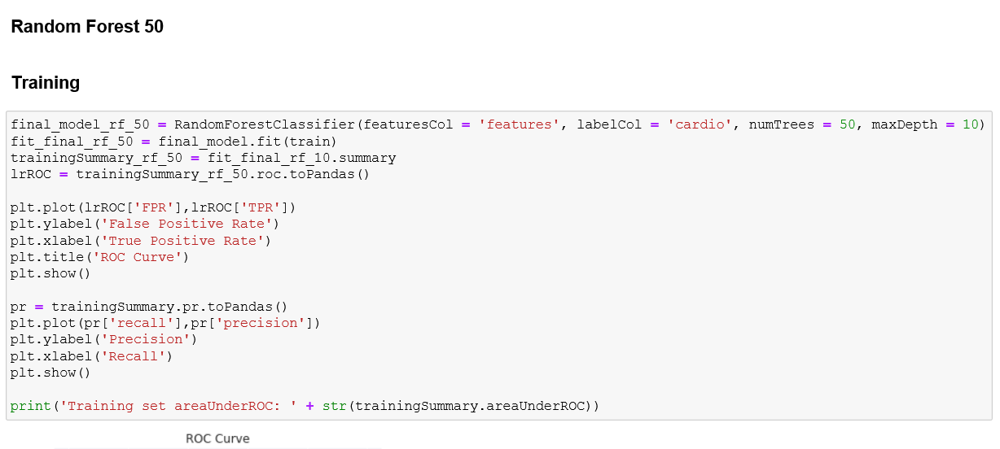 Random Forest 50
Training
final_model_rf_50 = RandomForestClassifier(featuresCol = 'features', labelCol = 'cardio', numTrees = 50, maxDepth = 10)
fit_final_rf_50 = final_model.fit(train)
trainingSummary_rf_50 = fit_final_rf_10.summary
lrROC = trainingSummary_rf_50.roc.toPandas()
plt.plot(lrROC['FPR'],lrROC['TPR'])
plt.ylabel('False Positive Rate')
plt.xlabel('True Positive Rate')
plt.title('ROC Curve')
plt.show()
pr = trainingSummary.pr.toPandas()
plt.plot(pr['recall'],pr['precision'])
plt.ylabel('Precision')
plt.xlabel('Recall')
plt.show()
print('Training set areaUnderROC: ' + str(trainingSummary.areaUnderROC))
ROC Curve